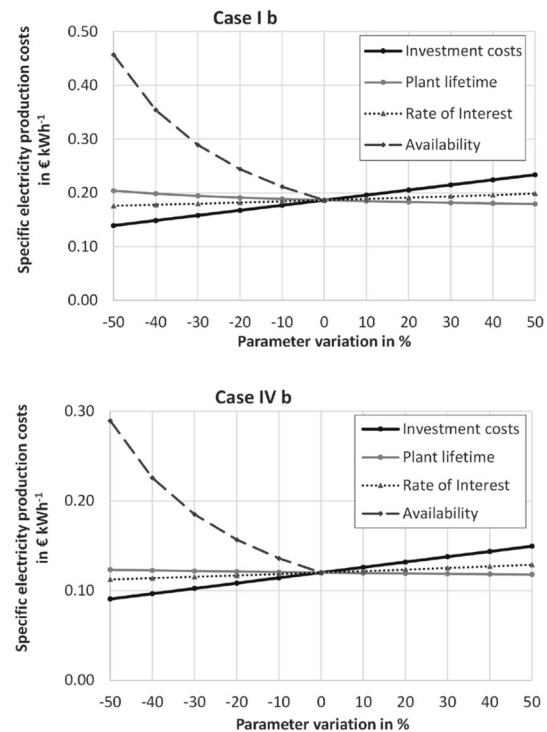 Case I b
Specific electricity production costs
in € kWh-1
0.50
0.40
0.30
0.20
0.10
0.00
Investment costs
Plant lifetime
Rate of Interest
Availability
-50 -40 -30 -20 -10 0 10 20 30 40 50
Parameter variation in %
Case IV b
Specific electricity production costs
in € kWh-1
0.30
0.20
0.10
0.00
Investment costs
Plant lifetime
Rate of Interest
Availability
-50 -40 -30 -20 -10 0 10 20 30 40 50
Parameter variation in %